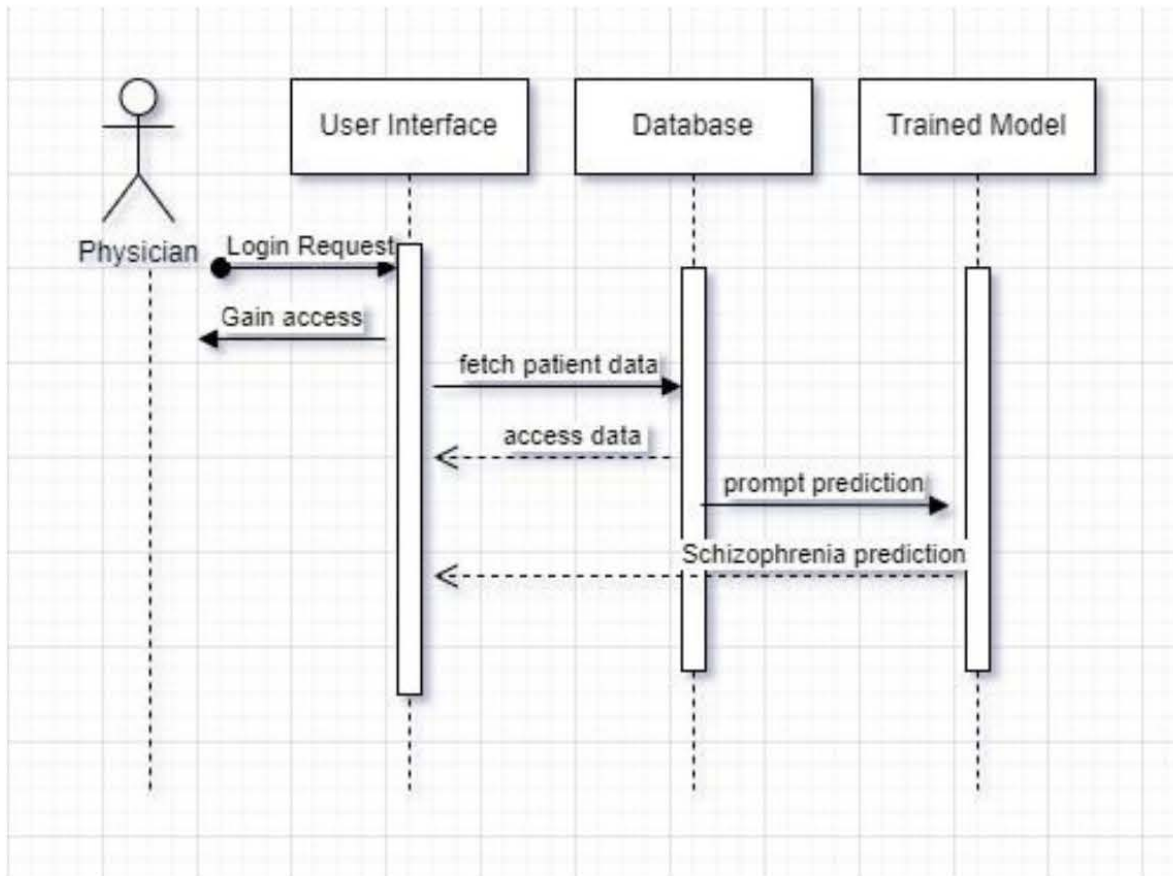 User Interface
Database
Trained Model
Physician
Login Request
Gain access
fetch patient data
access data
prompt prediction
Schizophrenia prediction